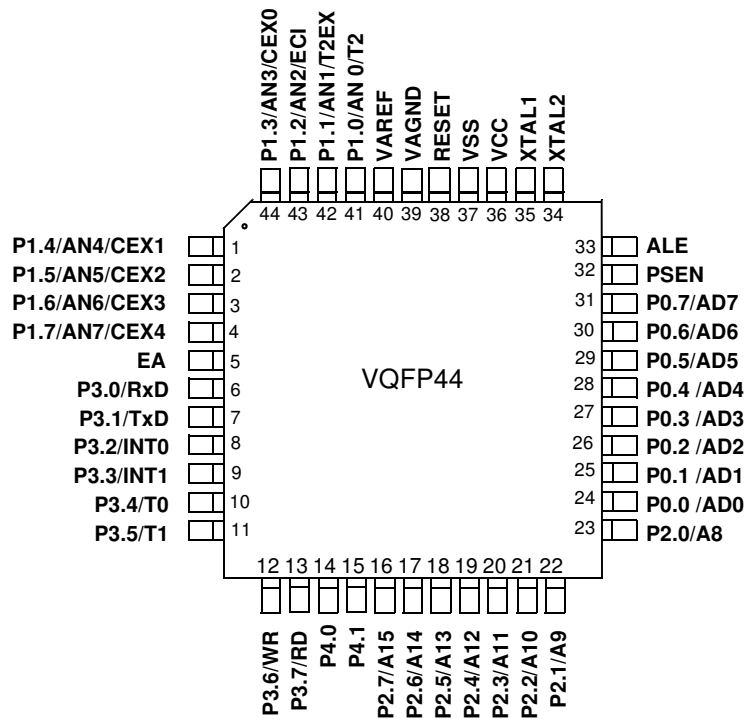 P1.3/AN3/CEX0
P1.2/AN2/ECI
P1.1/AN1/T2EX
P1.0/AN 0/T2
VAREF
VAGND
RESET
VSS
VCC
XTAL1
XTAL2
44 43 42 41 40 39 38 37 36 35 34
P1.4/AN4/CEX1 1
P1.5/AN5/CEX2 2
P1.6/AN6/CEX3 3
P1.7/AN7/CEX4 4
EA 5
P3.0/RxD 6
P3.1/TxD 7
P3.2/INT0 8
P3.3/INT1 9
P3.4/T0 10
P3.5/T1 11
VQFP44
33 ALE
32 PSEN
31 P0.7/AD7
30 P0.6/AD6
29 P0.5/AD5
28 P0.4 /AD4
27 P0.3 /AD3
26 P0.2 /AD2
25 P0.1 /AD1
24 P0.0 /AD0
23 P2.0/A8
12 13 14 15 16 17 18 19 20 21 22
P3.6/WR
P3.7/RD
P4.0
P4.1
P2.7/A15
P2.6/A14
P2.5/A13
P2.4/A12
P2.3/A11
P2.2/A10
P2.1/A9